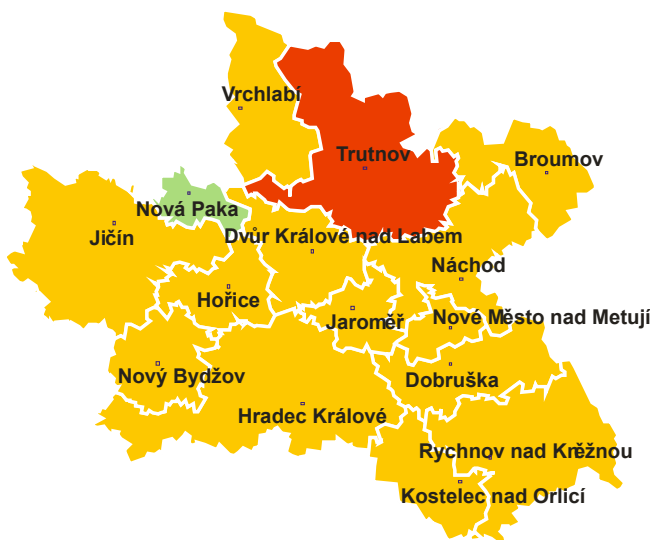 Vrchlabí
Trutnov
Broumov
Nová Paka
Jičín
Dvůr Králové nad Labem
Náchod
Hořice
Jaroměř
Nové Město nad Metují
Nový Bydžov
Dobruška
Hradec Králové
Rychnov nad Kněžnou
Kostelec nad Orlicí